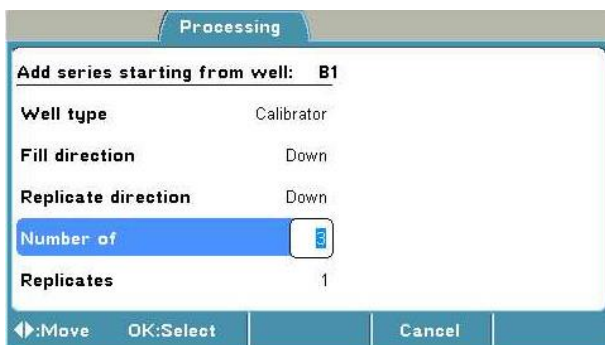 Processing
Add series starting from well: B1
Well type Calibrator
Fill direction Down
Replicate direction Down
Number of 3
Replicates 1
:Move OK:Select Cancel